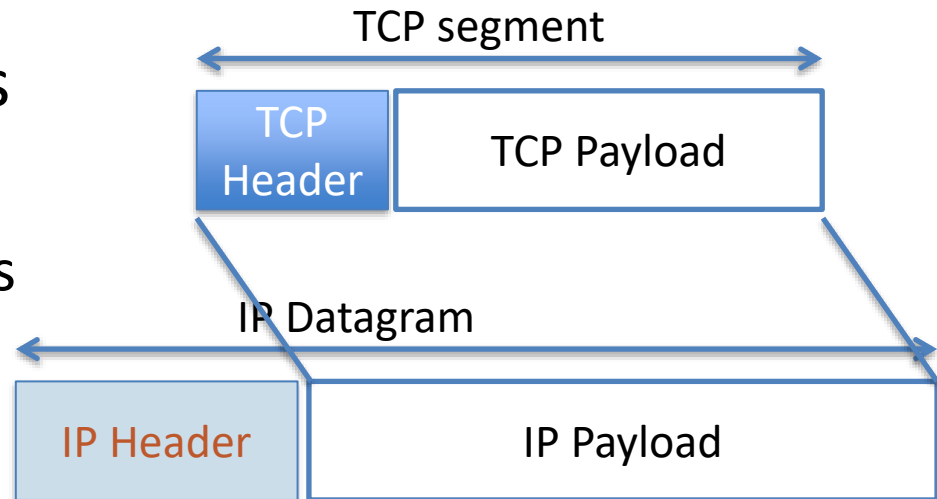 TCP segment
s
TCP
Header
TCP Payload
s
IP Datagram
IP Header
IP Payload